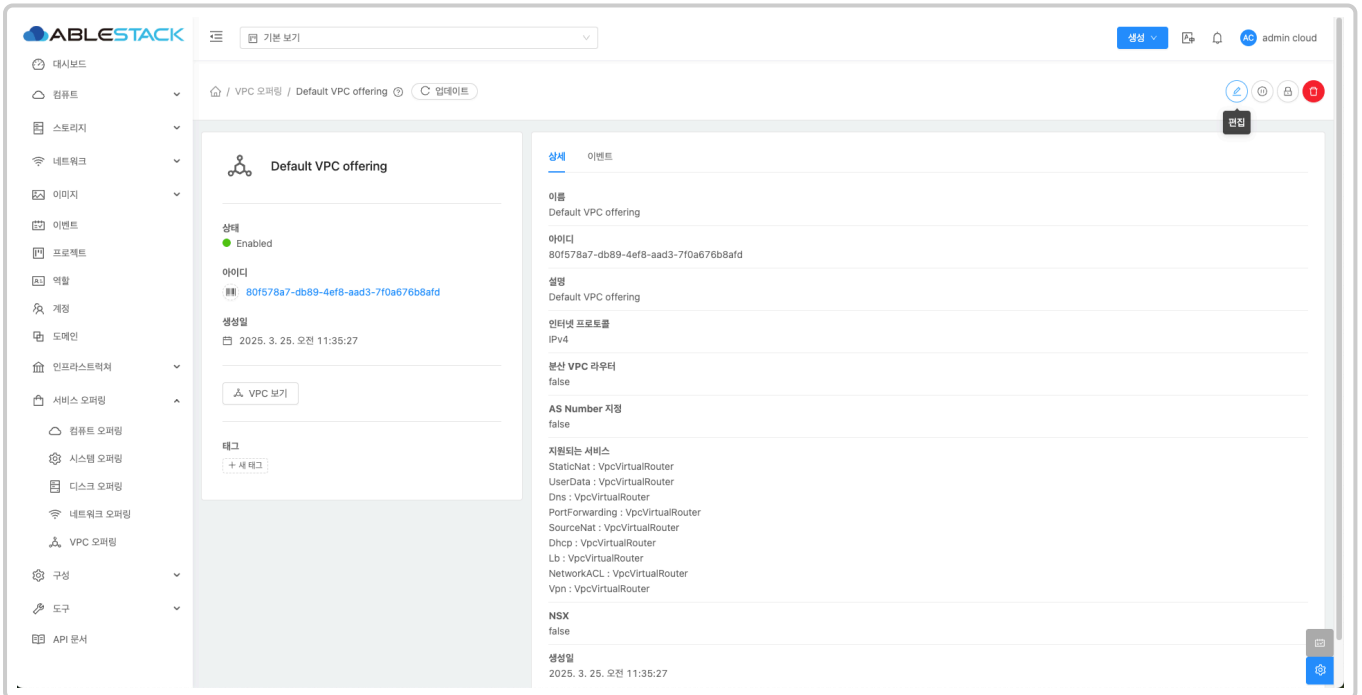 ABLESTACK
기본 보기
생성
AC admin cloud
대시보드
컴퓨트
스토리지
네트워크
이미지
이벤트
프로젝트
역할
계정
도메인
인프라스트럭쳐
서비스 오퍼링
컴퓨트 오퍼링
시스템 오퍼링
디스크 오퍼링
네트워크 오퍼링
VPC 오퍼링
구성
도구
API 문서
/ VPC 오퍼링 / Default VPC offering 업데이트
편집
Default VPC offering
상태
Enabled
아이디
80f578a7-db89-4ef8-aad3-7f0a676b8afd
생성일
2025. 3. 25. 오전 11:35:27
VPC 보기
태그
+ 새 태그
상세 이벤트
이름
Default VPC offering
아이디
80f578a7-db89-4ef8-aad3-7f0a676b8afd
설명
Default VPC offering
인터넷 프로토콜
IPv4
분산 VPC 라우터
false
AS Number 지정
false
지원되는 서비스
StaticNat : VpcVirtualRouter
UserData : VpcVirtualRouter
Dns : VpcVirtualRouter
PortForwarding : VpcVirtualRouter
SourceNat : VpcVirtualRouter
Dhcp : VpcVirtualRouter
Lb : VpcVirtualRouter
NetworkACL : VpcVirtualRouter
Vpn : VpcVirtualRouter
NSX
false
생성일
2025. 3. 25. 오전 11:35:27